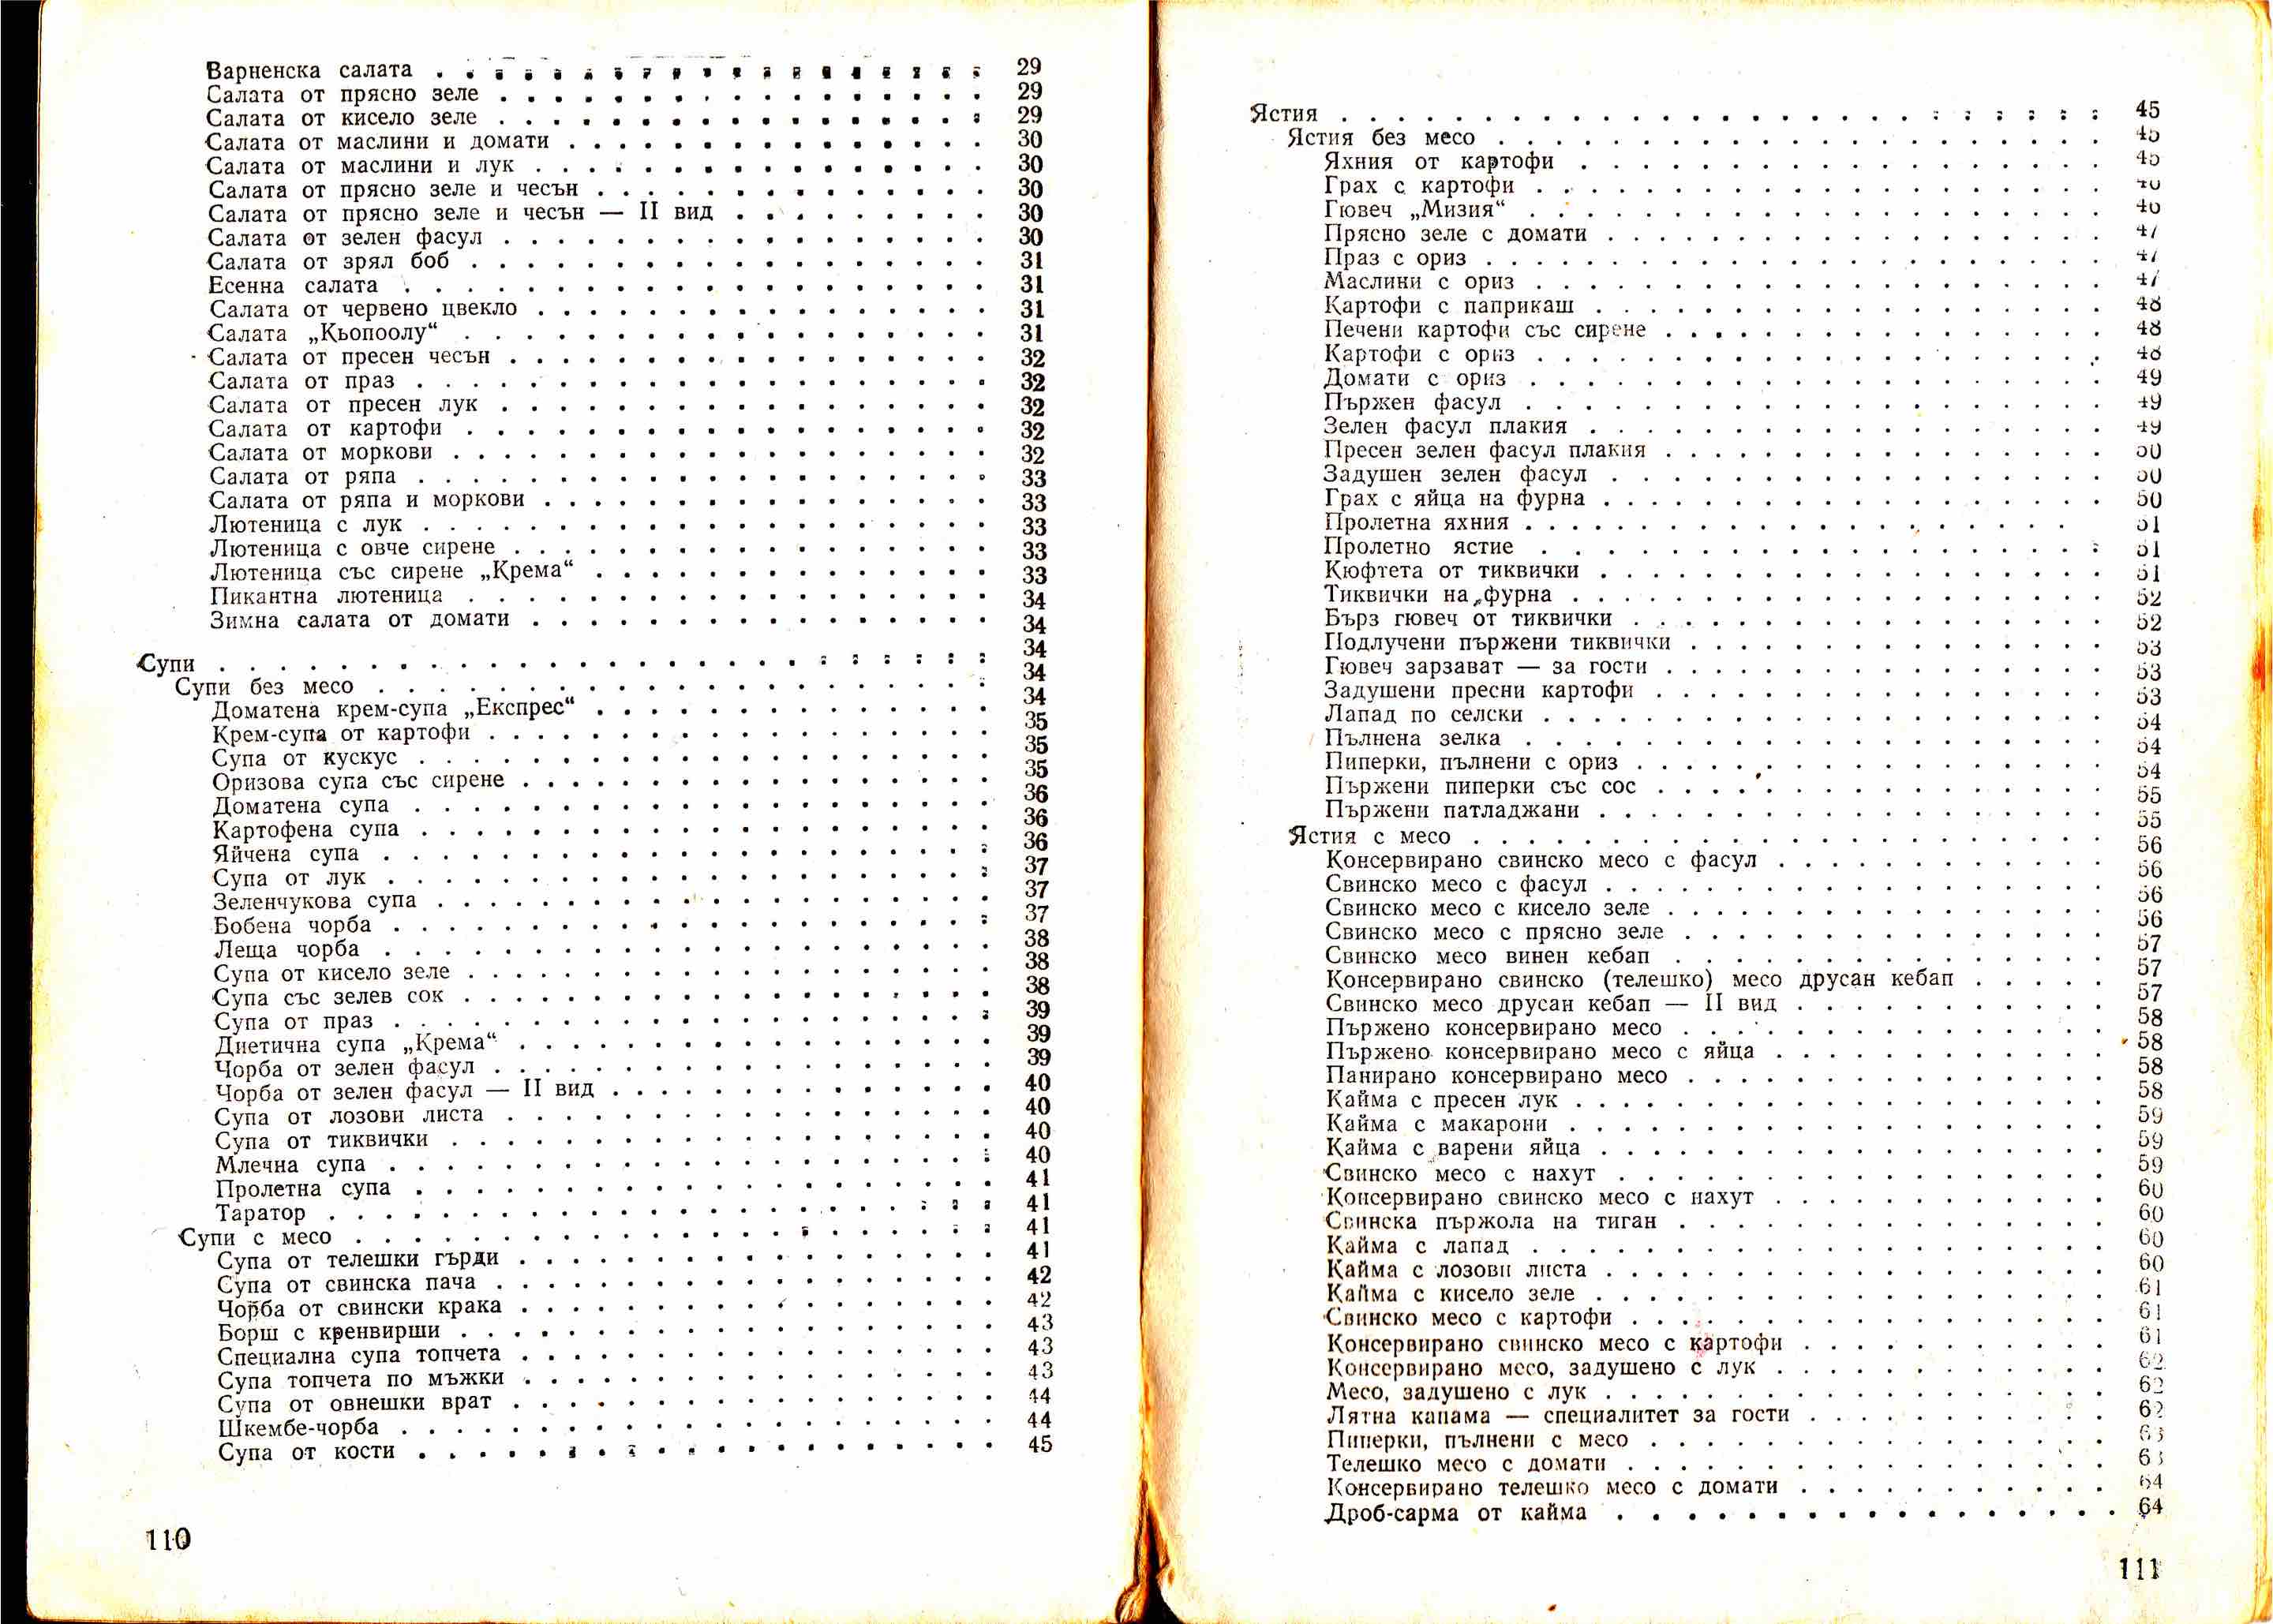 Варненска салата 29
Салата от прясно зеле 29
Салата от кисело зеле 29
Салата от маслини и домати 30
Салата от маслини и лук 30
Салата от прясно зеле и чесън 30
Салата от прясно зеле и чесън — II вид 30
Салата от зелен фасул 30
Салата от зрял боб 31
Есенна салата 31
Салата от червено цвекло 31
Салата „Кьопоолу“ 31
Салата от пресен чесън 32
Салата от праз 32
Салата от пресен лук 32
Салата от картофи 32
Салата от моркови 32
Салата от ряпа 33
Салата от ряпа и моркови 33
Лютеница с лук 33
Лютеница с овче сирене 33
Лютеница със сирене „Крема“ 33
Пикантна лютеница 34
Зимна салата от домати 34
Супи 34
Супи без месо 34
Доматена крем-супа „Експрес“ 34
Крем-супа от картофи 35
Супа от кускус 35
Оризова супа със сирене 35
Доматена супа 36
Картофена супа 36
Яйчена супа 36
Супа от лук 37
Зеленчукова супа 37
Бобена чорба 37
Леща чорба 38
Супа от кисело зеле 38
Супа със зелев сок 38
Супа от праз 39
Диетична супа „Крема“ 39
Чорба от зелен фасул 39
Чорба от зелен фасул — II вид 40
Супа от лозови листа 40
Супа от тиквички 40
Млечна супа 40
Пролетна супа 41
Таратор 41
Супи с месо 41
Супа от телешки гърди 41
Супа от свинска пача 42
Чорба от свински крака 42
Борш с кренвирши 43
Специална супа топчета 43
Супа топчета по мъжки 43
Супа от овнешки врат 44
Шкембе-чорба 44
Супа от кости 45
110
Ястия 45
Ястия без месо 45
Яхния от картофи 45
Грах с картофи 46
Гювеч „Мизия“ 46
Прясно зеле с домати 47
Праз с ориз 47
Маслини с ориз 47
Картофи с паприкаш 48
Печени картофи със сирене 48
Картофи с ориз 48
Домати с ориз 49
Пържен фасул 49
Зелен фасул плакия 49
Пресен зелен фасул плакия 50
Задушен зелен фасул 50
Грах с яйца на фурна 50
Пролетна яхния 51
Пролетно ястие 51
Кюфтета от тиквички 51
Тиквички на фурна 52
Бърз гювеч от тиквички 52
Подлучени пържени тиквички 53
Гювеч зарзават — за гости 53
Задушени пресни картофи 53
Лапад по селски 54
Пълнена зелка 54
Пиперки, пълнени с ориз 54
Пържени пиперки със сос 55
Пържени патладжани 55
Ястия с месо
Консервирано свинско месо с фасул 56
Свинско месо с фасул 56
Свинско месо с кисело зеле 56
Свинско месо с прясно зеле 56
Свинско месо винен кебап 57
Консервирано свинско (телешко) месо друсан кебап 57
Свинско месо друсан кебап — II вид 57
Пържено консервирано месо 58
Пържено консервирано месо с яйца 58
Панирано консервирано месо 58
Кайма с пресен лук 58
Кайма с макарони 59
Кайма с варени яйца 59
Свинско месо с нахут 59
Консервирано свинско месо с нахут 60
Свинска пържола на тиган 60
Кайма с лапад 60
Кайма с лозови листа 60
Кайма с кисело зеле 61
Свинско месо с картофи 61
Консервирано свинско месо с картофи 61
Консервирано месо, задушено с лук 62
Месо, задушено с лук 62
Лятна капама — специалитет за гости 62
Пиперки, пълнени с месо 63
Телешко месо с домати 63
Консервирано телешко месо с домати 64
Дроб-сарма от кайма 64
111